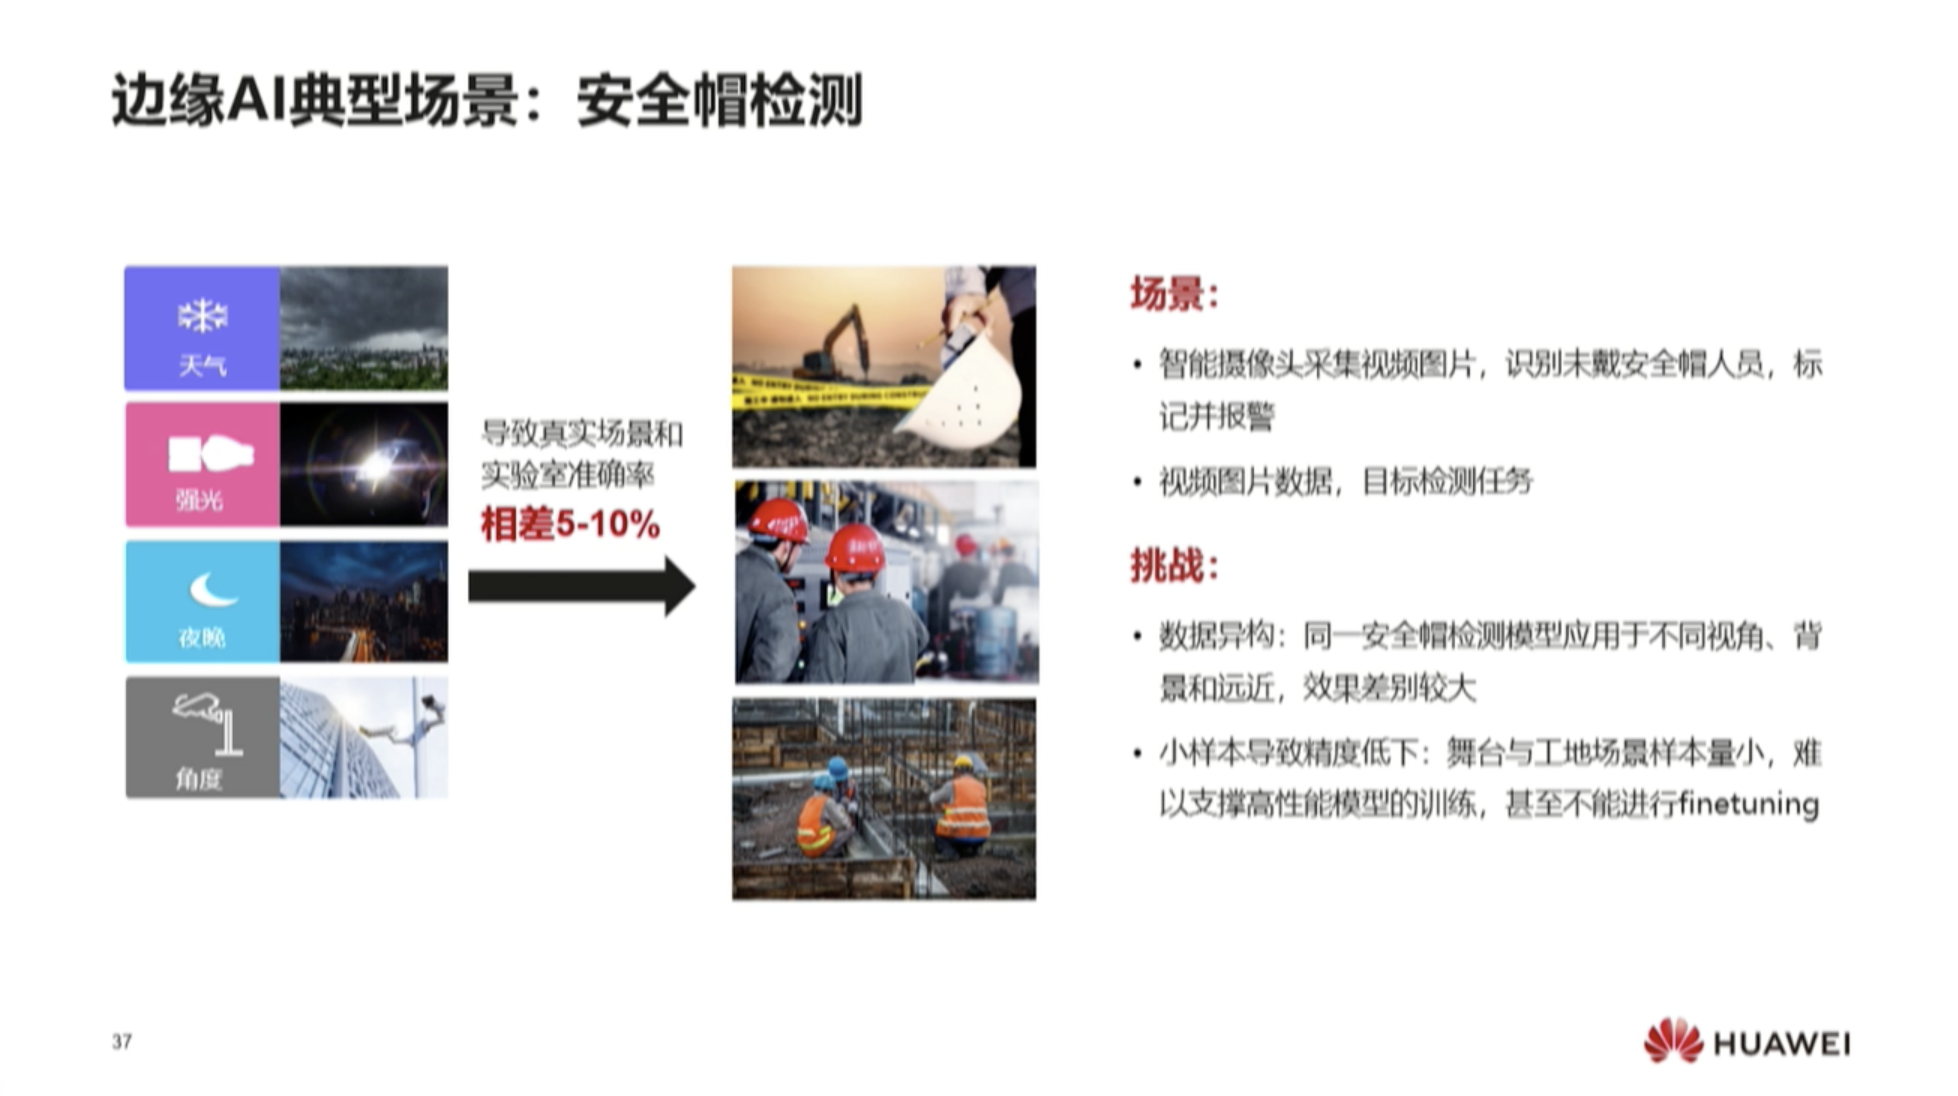 边缘AI典型场景：安全帽检测
天气
强光
夜晚
角度
导致真实场景和
实验室准确率
相差5-10%
NO ENTRY DURING CONSTRUC
场景：
• 智能摄像头采集视频图片，识别未戴安全帽人员，标
记并报警
• 视频图片数据，目标检测任务
挑战：
• 数据异构：同一安全帽检测模型应用于不同视角、背
景和远近，效果差别较大
• 小样本导致精度低下：舞台与工地场景样本量小，难
以支撑高性能模型的训练，甚至不能进行finetuning
37
HUAWEI